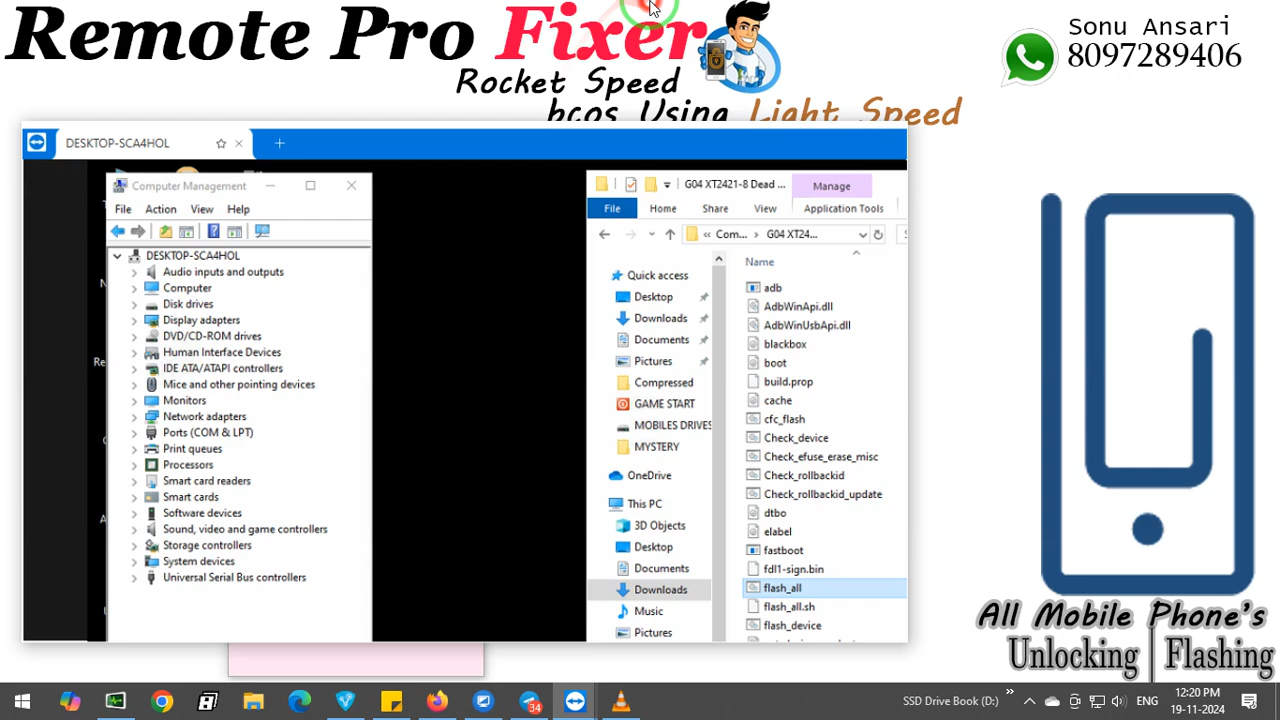 Remote Pro Fixer
Rocket Speed
bcos Using Light Speed
Sonu Ansari
8097289406
DESKTOP-SCA4HOL
Computer Management
File Action View Help
DESKTOP-SCA4HOL
Audio inputs and outputs
Computer
Disk drives
Display adapters
DVD/CD-ROM drives
Human Interface Devices
IDE ATA/ATAPI controllers
Mice and other pointing devices
Monitors
Network adapters
Ports (COM & LPT)
Print queues
Processors
Smart card readers
Smart cards
Software devices
Sound, video and game controllers
Storage controllers
System devices
Universal Serial Bus controllers
G04 XT2421-8 Dead ...
Manage
File Home Share View Application Tools
« Com... > G04 XT24...
Quick access
Desktop
Downloads
Documents
Pictures
Compressed
GAME START
MOBILES DRIVES
MYSTERY
OneDrive
This PC
3D Objects
Desktop
Documents
Downloads
Music
Pictures
Name
adb
AdbWinApi.dll
AdbWinUsbApi.dll
blackbox
boot
build.prop
cache
cfc_flash
Check_device
Check_efuse_erase_misc
Check_rollbackid
Check_rollbackid_update
dtbo
elabel
fastboot
fdl1-sign.bin
flash_all
flash_all.sh
flash_device
All Mobile Phone's
Unlocking Flashing
34
SSD Drive Book (D:)
ENG
12:20 PM
19-11-2024